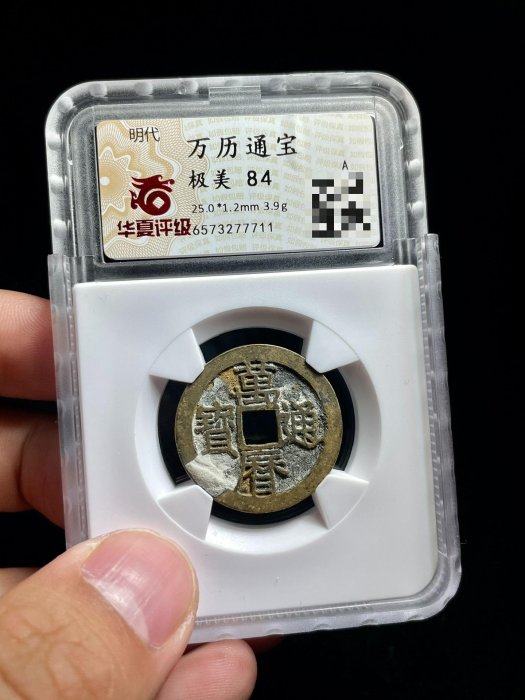 明代
万历通宝
极美 84
A
25.0*1.2mm 3.9g
华夏评级
6573277711
萬曆通寶